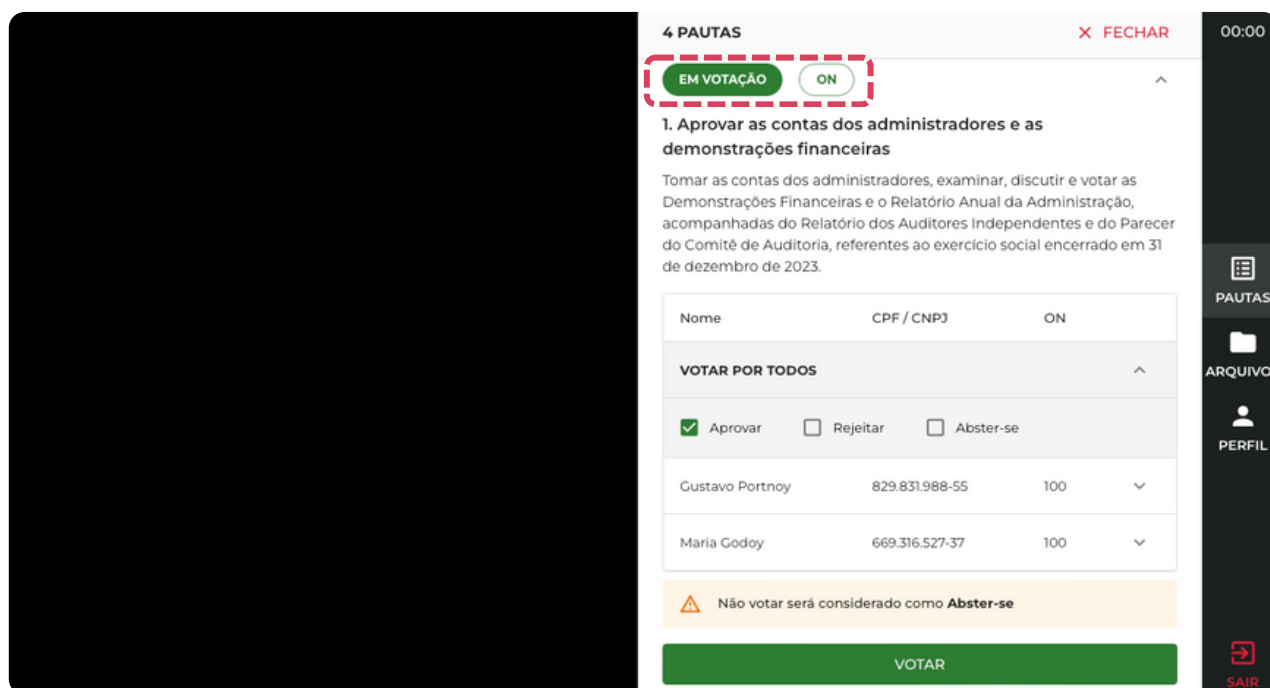 4 PAUTAS
FECHAR
00:00
EM VOTAÇÃO ON
1. Aprovar as contas dos administradores e as
demonstrações financeiras
Tomar as contas dos administradores, examinar, discutir e votar as
Demonstrações Financeiras e o Relatório Anual da Administração,
acompanhadas do Relatório dos Auditores Independentes e do Parecer
do Comitê de Auditoria, referentes ao exercício social encerrado em 31
de dezembro de 2023.
Nome CPF / CNPJ ON
VOTAR POR TODOS
Aprovar Rejeitar Abster-se
Gustavo Portnoy 829.831.988-55 100
Maria Godoy 669.316.527-37 100
Não votar será considerado como Abster-se
VOTAR
PAUTAS
ARQUIVO
PERFIL
SAIR